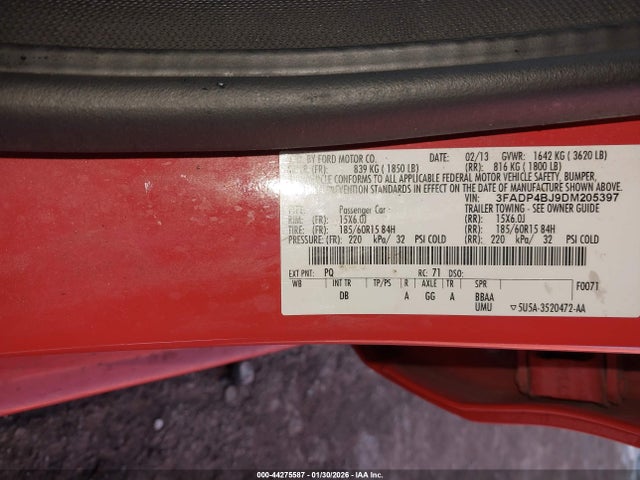 BY FORD MOTOR CO. DATE: 02/13 GVWR: 1642 KG ( 3620 LB)
(FR): 839 KG ( 1850 LB) (RR): 816 KG ( 1800 LB)
VEHICLE CONFORMS TO ALL APPLICABLE FEDERAL MOTOR VEHICLE SAFETY, BUMPER,
PREVENTION STANDARDS IN EFFECT ON THE DATE OF MANUFACTURE SHOWN ABOVE.
VIN: 3FADP4BJ9DM205397
TYPE: Passenger Car TRAILER TOWING - SEE OWNER GUIDE
RIM: (FR): 15X6.0J (RR): 15X6.0J
TIRE: (FR): 185/60R15 84H (RR): 185/60R15 84H
PRESSURE: (FR): 220 kPa/ 32 PSI COLD (RR): 220 kPa/ 32 PSI COLD
EXT PNT: PQ RC: 71 DSO: F0071
WB INT TR TP/PS R AXLE TR SPR
DB A GG A BBAA
UMU ▽5U5A-3520472-AA
000-44275587 - 01/30/2026 - IAA Inc.